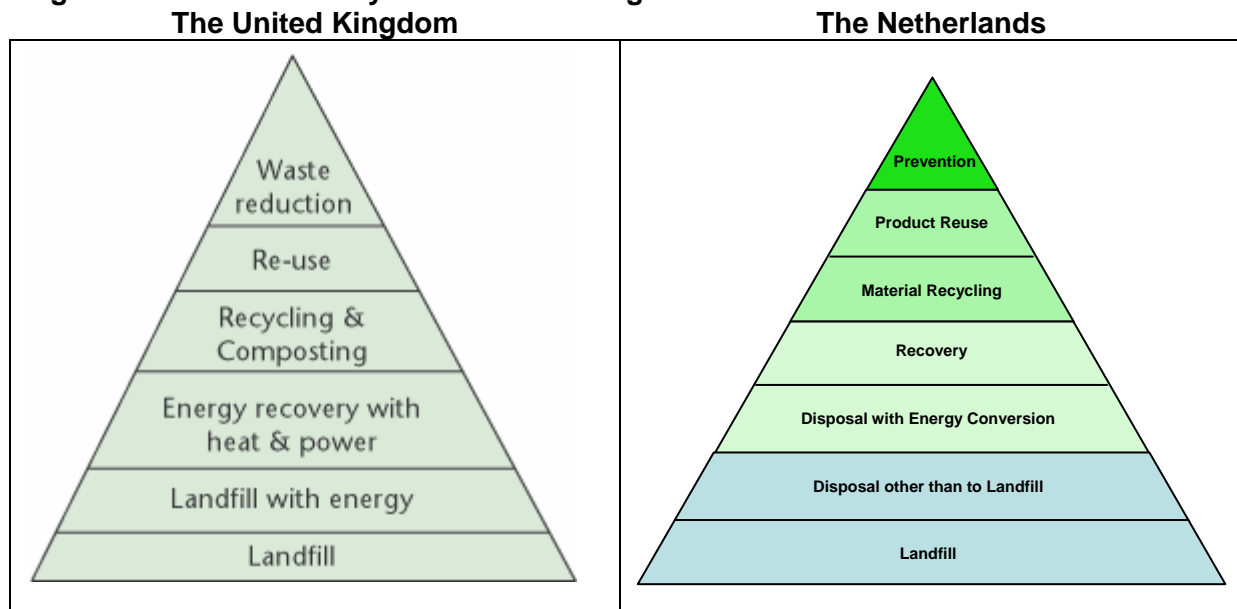 The United Kingdom
Waste
reduction
Re-use
Recycling &
Composting
Energy recovery with
heat & power
Landfill with energy
Landfill
The Netherlands
Prevention
Product Reuse
Material Recycling
Recovery
Disposal with Energy Conversion
Disposal other than to Landfill
Landfill